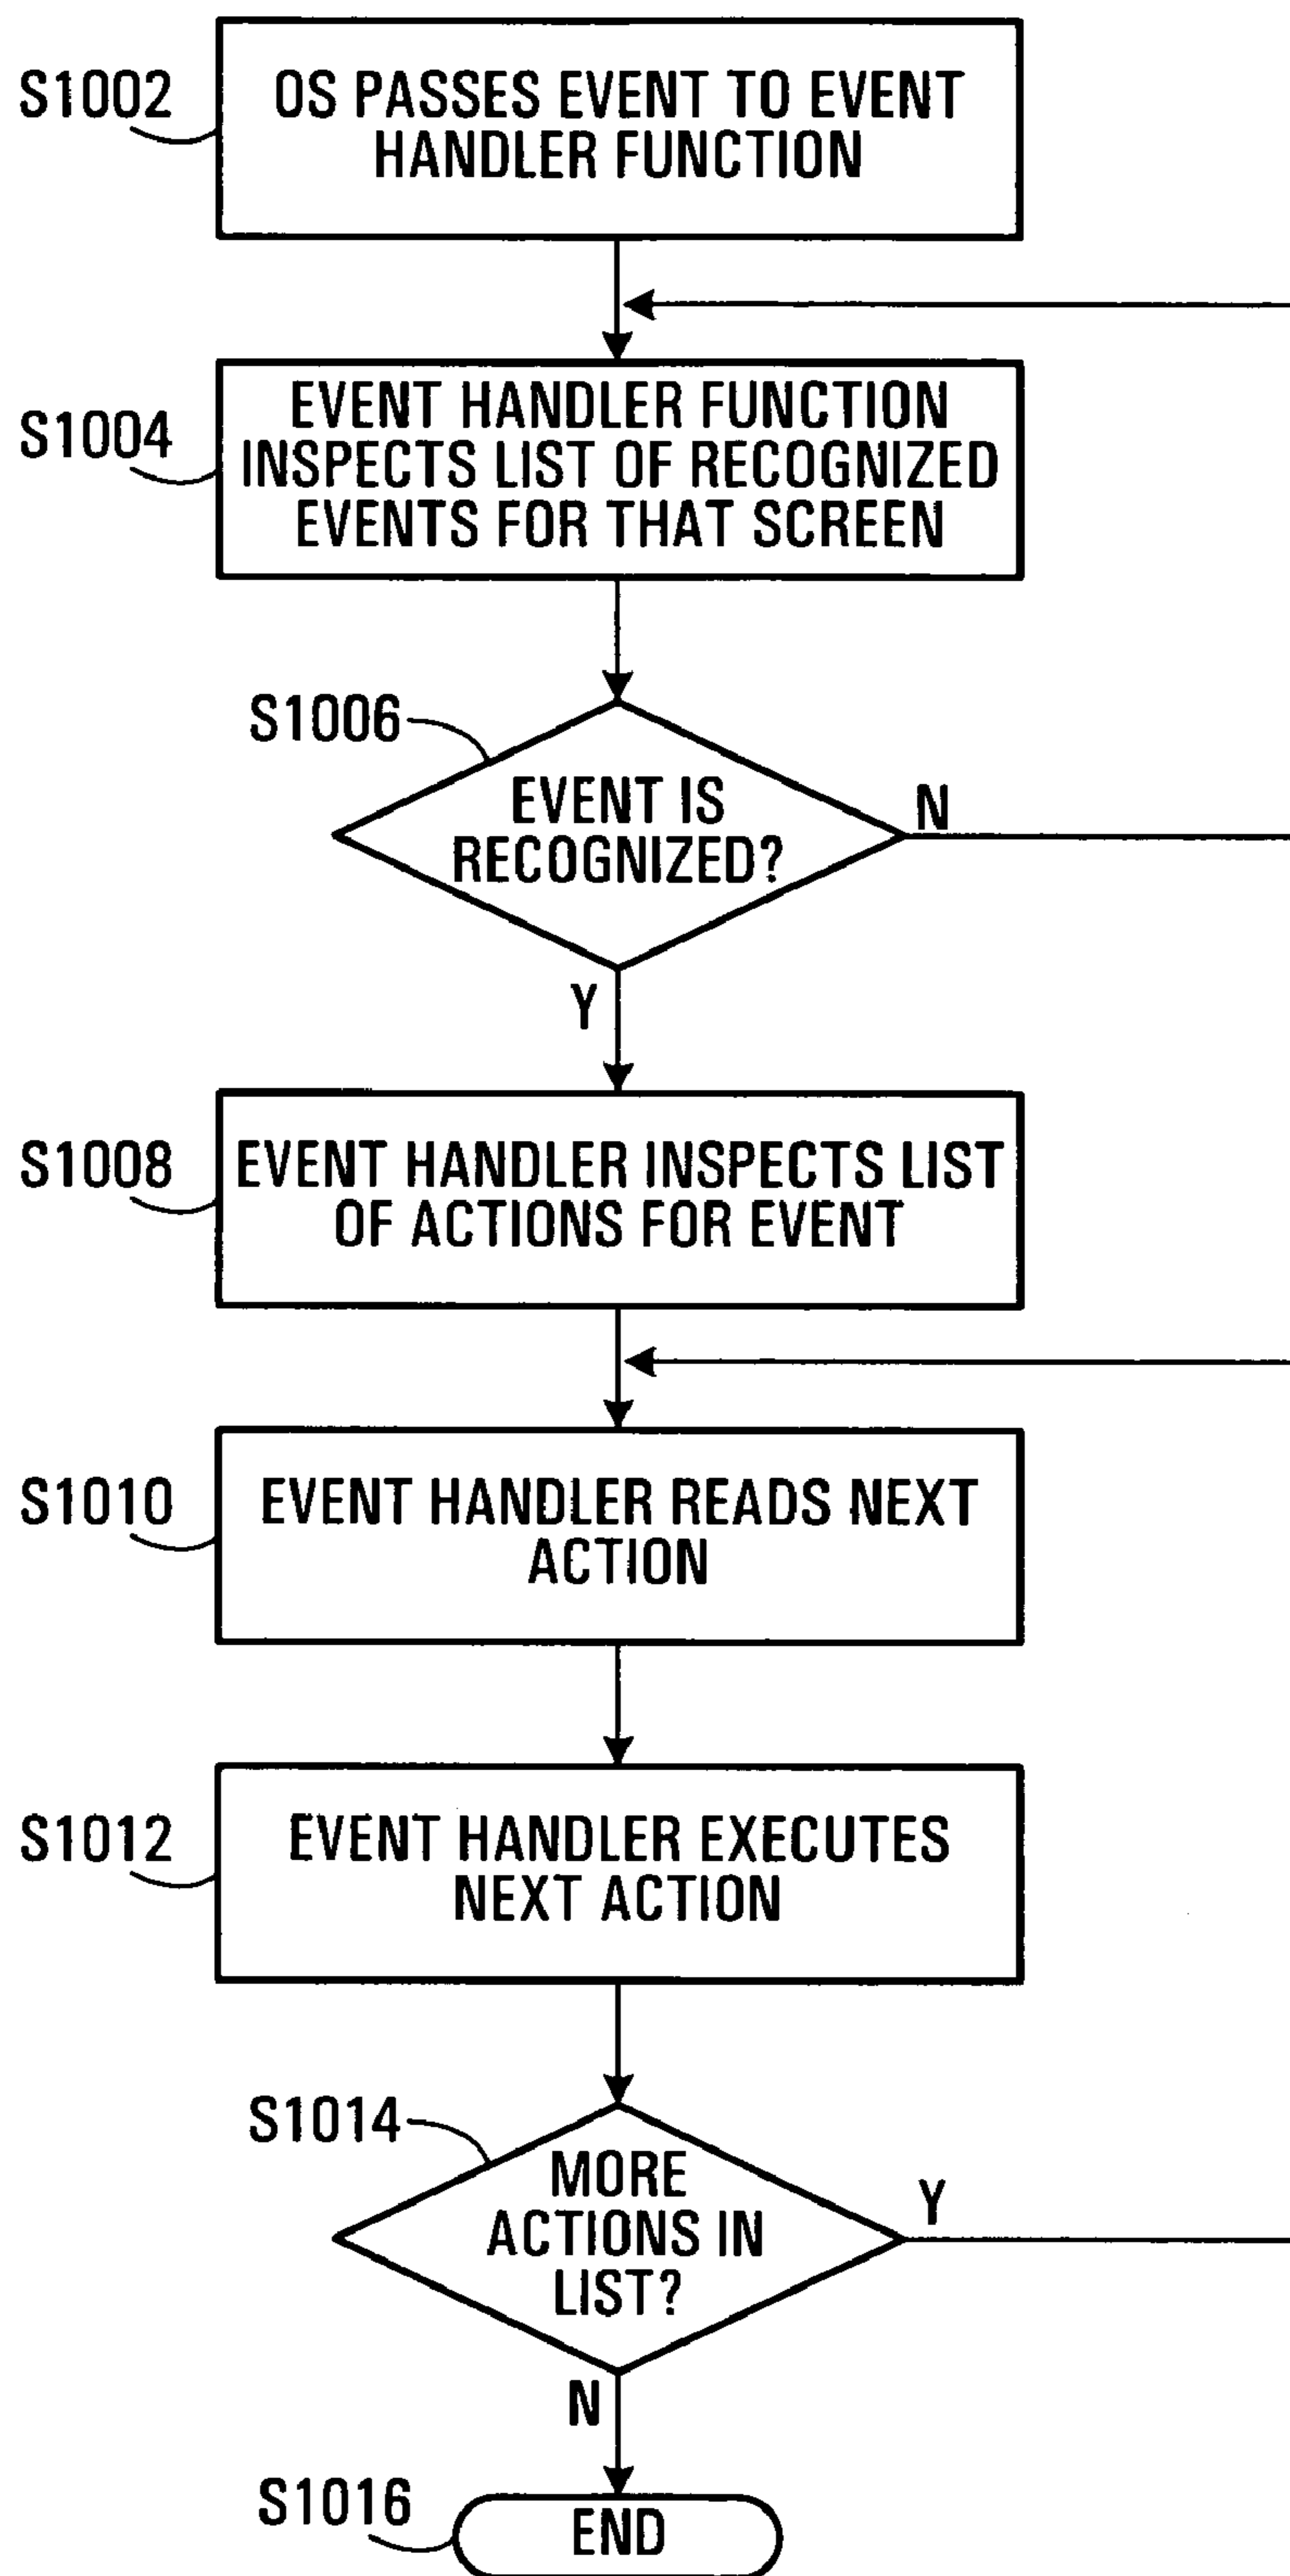 S1002
OS PASSES EVENT TO EVENT
HANDLER FUNCTION
S1004
EVENT HANDLER FUNCTION
INSPECTS LIST OF RECOGNIZED
EVENTS FOR THAT SCREEN
S1006
EVENT IS
RECOGNIZED?
N
Y
S1008
EVENT HANDLER INSPECTS LIST
OF ACTIONS FOR EVENT
S1010
EVENT HANDLER READS NEXT
ACTION
S1012
EVENT HANDLER EXECUTES
NEXT ACTION
S1014
MORE
ACTIONS IN
LIST?
Y
N
S1016
END